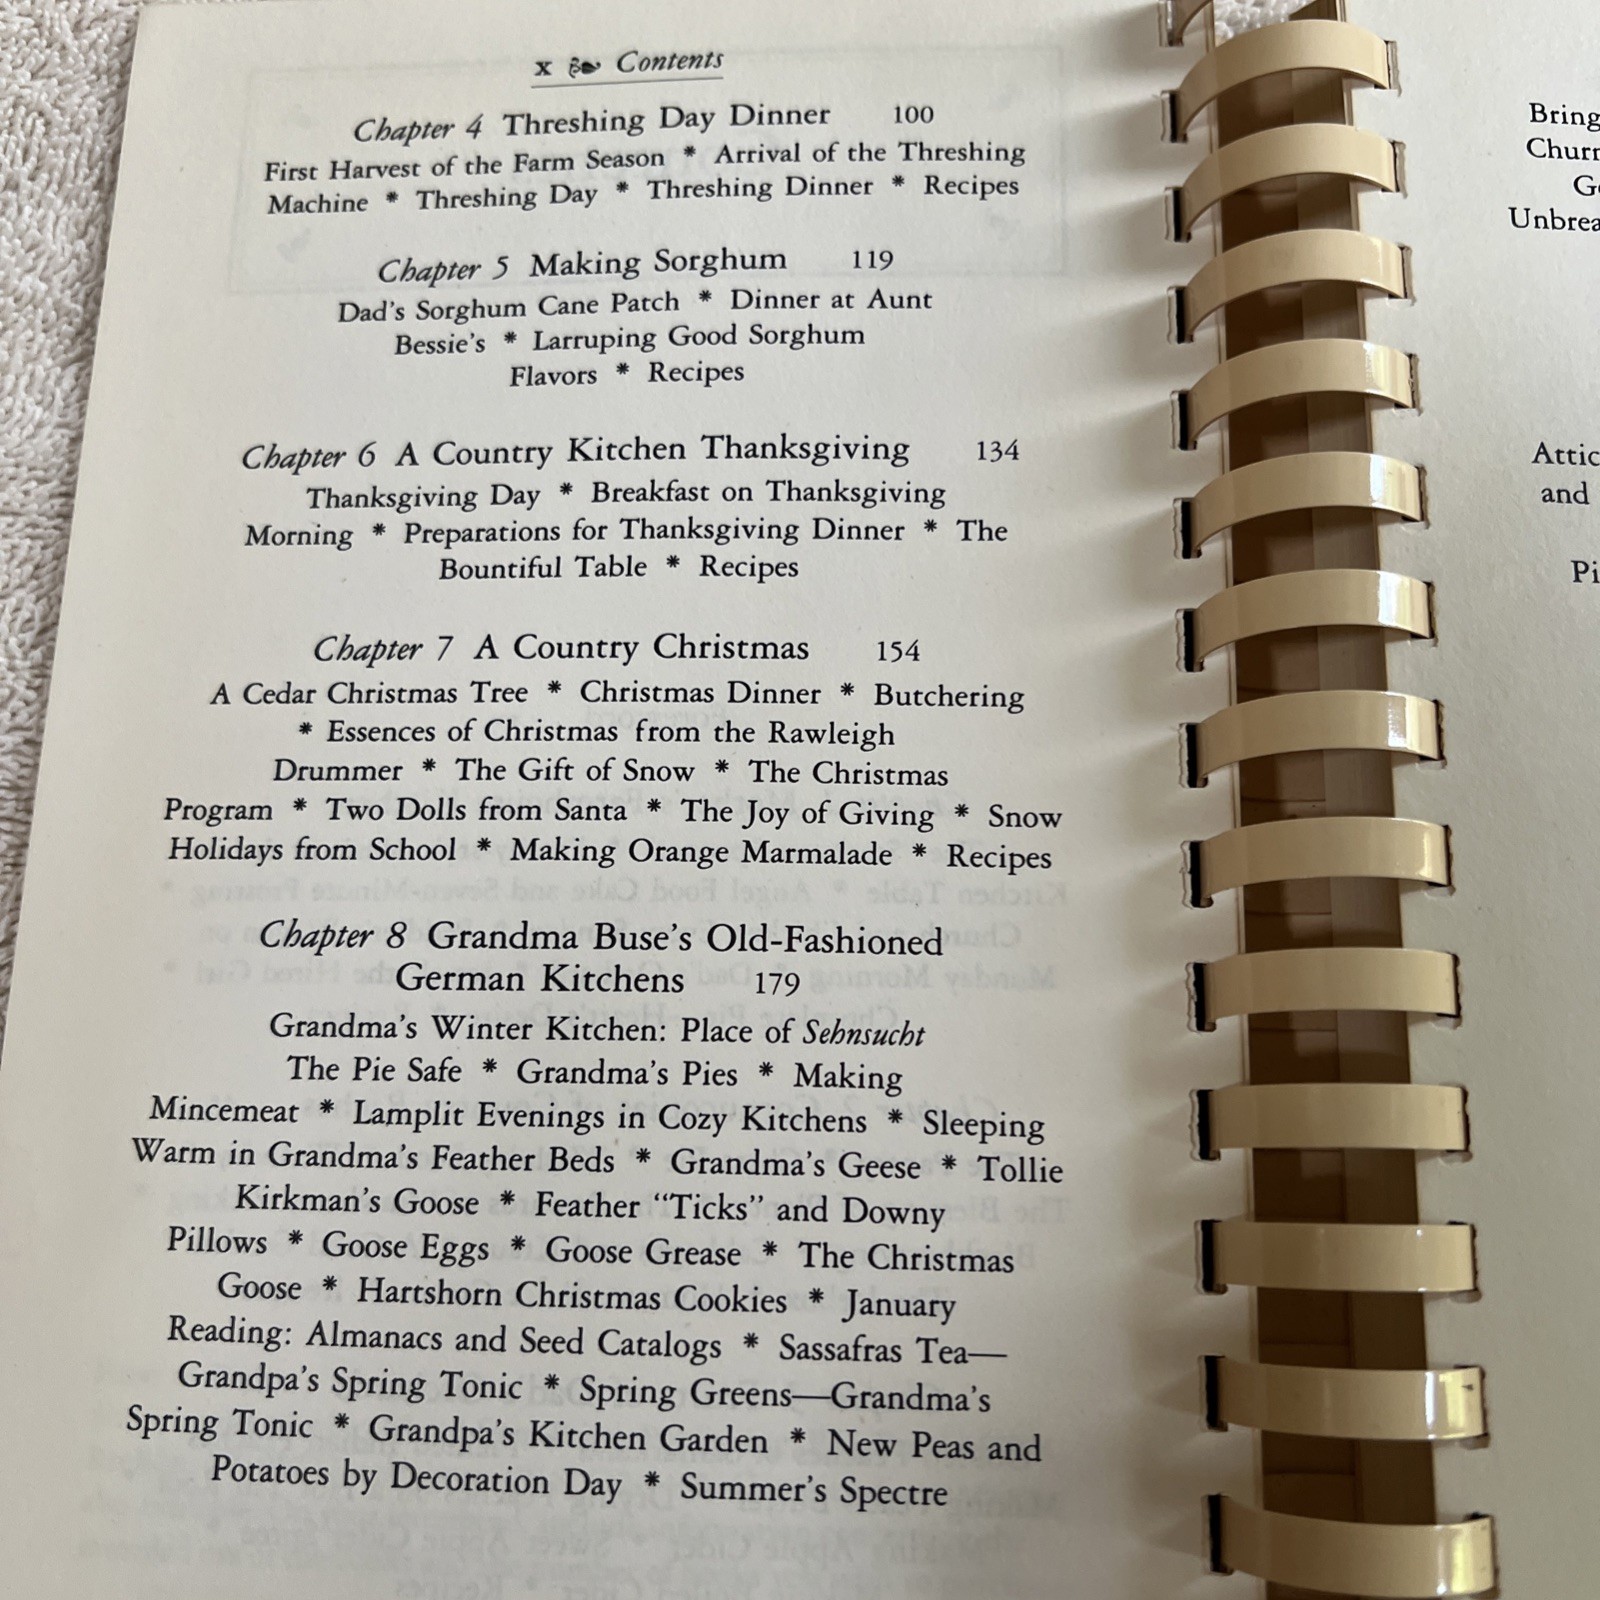 x Contents
Chapter 4 Threshing Day Dinner 100
First Harvest of the Farm Season * Arrival of the Threshing
Machine * Threshing Day * Threshing Dinner * Recipes
Chapter 5 Making Sorghum 119
Dad's Sorghum Cane Patch * Dinner at Aunt
Bessie's * Larruping Good Sorghum
Flavors * Recipes
Chapter 6 A Country Kitchen Thanksgiving 134
Thanksgiving Day * Breakfast on Thanksgiving
Morning * Preparations for Thanksgiving Dinner * The
Bountiful Table * Recipes
Chapter 7 A Country Christmas 154
A Cedar Christmas Tree * Christmas Dinner * Butchering
* Essences of Christmas from the Rawleigh
Drummer * The Gift of Snow * The Christmas
Program * Two Dolls from Santa * The Joy of Giving * Snow
Holidays from School * Making Orange Marmalade * Recipes
Chapter 8 Grandma Buse's Old-Fashioned
German Kitchens 179
Grandma's Winter Kitchen: Place of Sehnsucht
The Pie Safe * Grandma's Pies * Making
Mincemeat * Lamplit Evenings in Cozy Kitchens * Sleeping
Warm in Grandma's Feather Beds * Grandma's Geese * Tollie
Kirkman's Goose * Feather "Ticks" and Downy
Pillows * Goose Eggs * Goose Grease * The Christmas
Goose * Hartshorn Christmas Cookies * January
Reading: Almanacs and Seed Catalogs * Sassafras Tea—
Grandpa's Spring Tonic * Spring Greens—Grandma's
Spring Tonic * Grandpa's Kitchen Garden * New Peas and
Potatoes by Decoration Day * Summer's Spectre
Bring
Churn
Unbrea
Attic
and
Pi